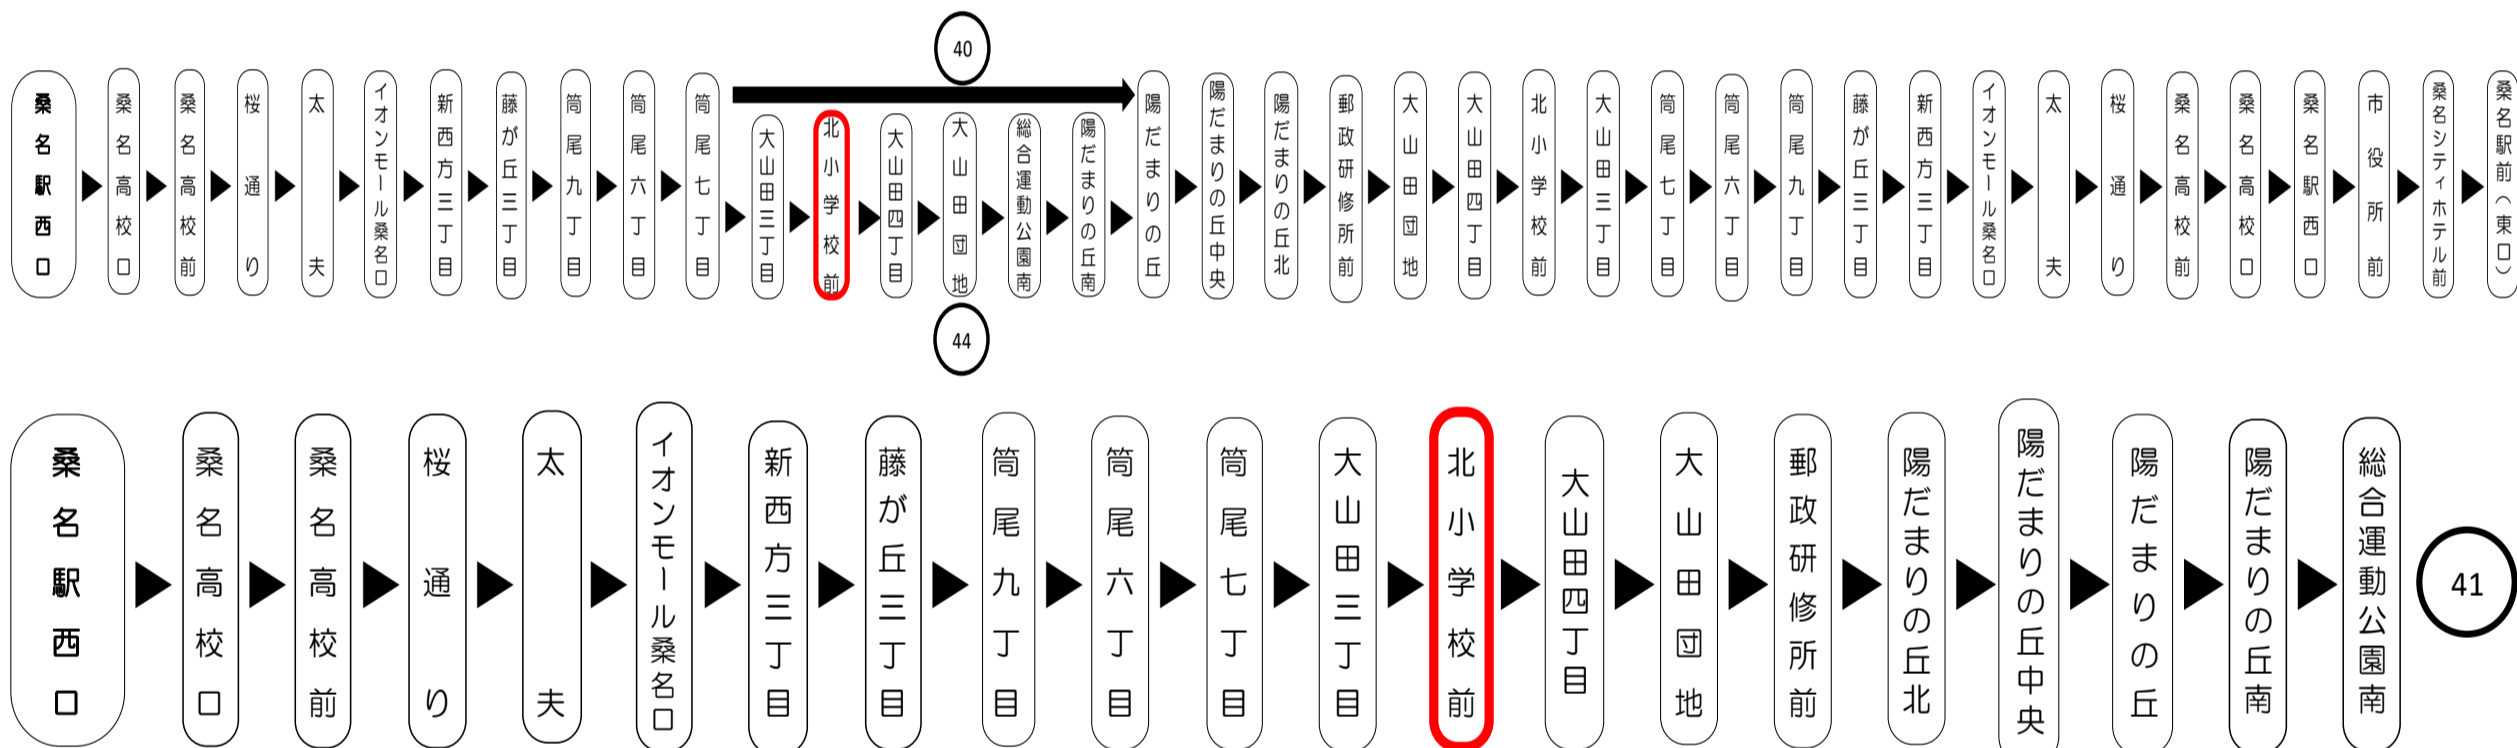 40
桑名駅西口
桑名高校口
桑名高校前
桜通り
太夫
イオンモール桑名口
新西方三丁目
藤が丘三丁目
筒尾九丁目
筒尾六丁目
筒尾七丁目
大山田三丁目
北小学校前
大山田四丁目
大山田団地
総合運動公園南
陽だまりの丘南
陽だまりの丘
陽だまりの丘中央
陽だまりの丘北
郵政研修所前
大山田団地
大山田四丁目
北小学校前
大山田三丁目
筒尾七丁目
筒尾六丁目
筒尾九丁目
藤が丘三丁目
新西方三丁目
イオンモール桑名口
太夫
桜通り
桑名高校前
桑名高校口
桑名駅西口
市役所前
桑名シティホテル前
桑名駅前（東口）
44
桑名駅西口
桑名高校口
桑名高校前
桜通り
太夫
イオンモール桑名口
新西方三丁目
藤が丘三丁目
筒尾九丁目
筒尾六丁目
筒尾七丁目
大山田三丁目
北小学校前
大山田四丁目
大山田団地
郵政研修所前
陽だまりの丘北
陽だまりの丘中央
陽だまりの丘
陽だまりの丘南
総合運動公園南
41